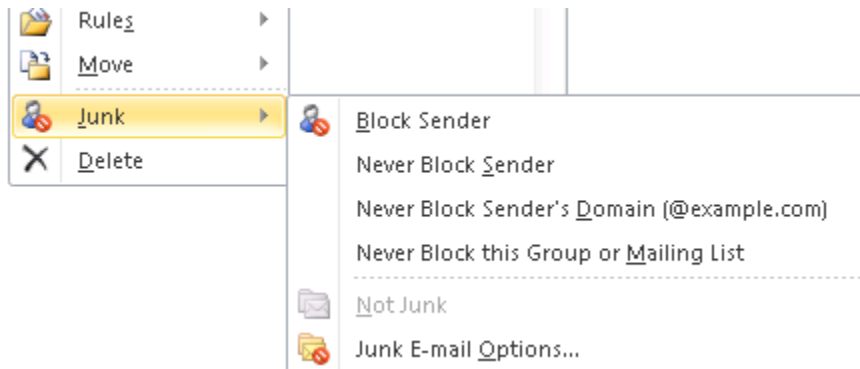 Rules
Move
Junk
Delete
Block Sender
Never Block Sender
Never Block Sender's Domain (@example.com)
Never Block this Group or Mailing List
Not Junk
Junk E-mail Options...